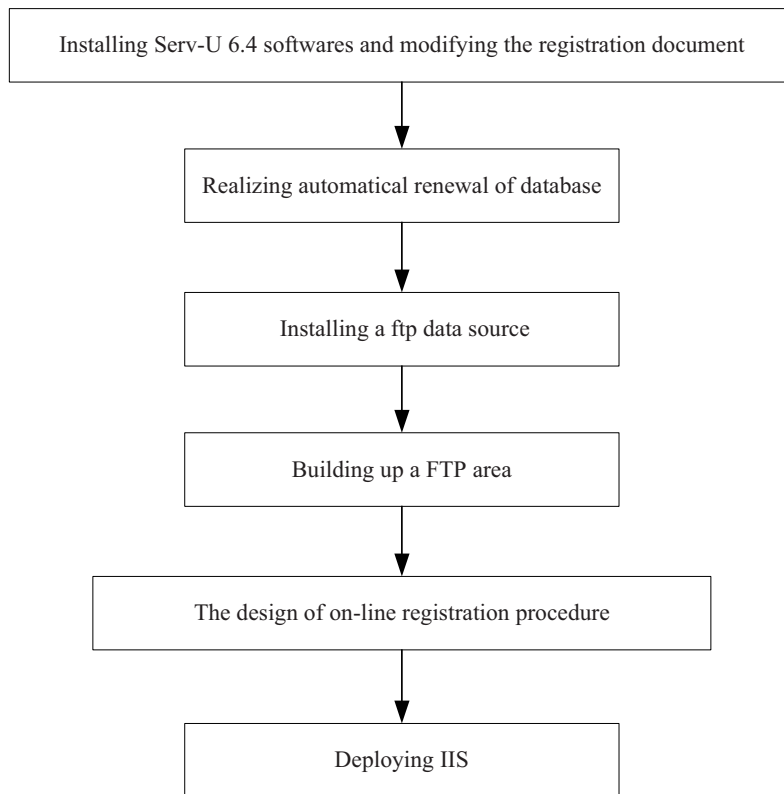 Installing Serv-U 6.4 softwares and modifying the registration document
Realizing automatical renewal of database
Installing a ftp data source
Building up a FTP area
The design of on-line registration procedure
Deploying IIS